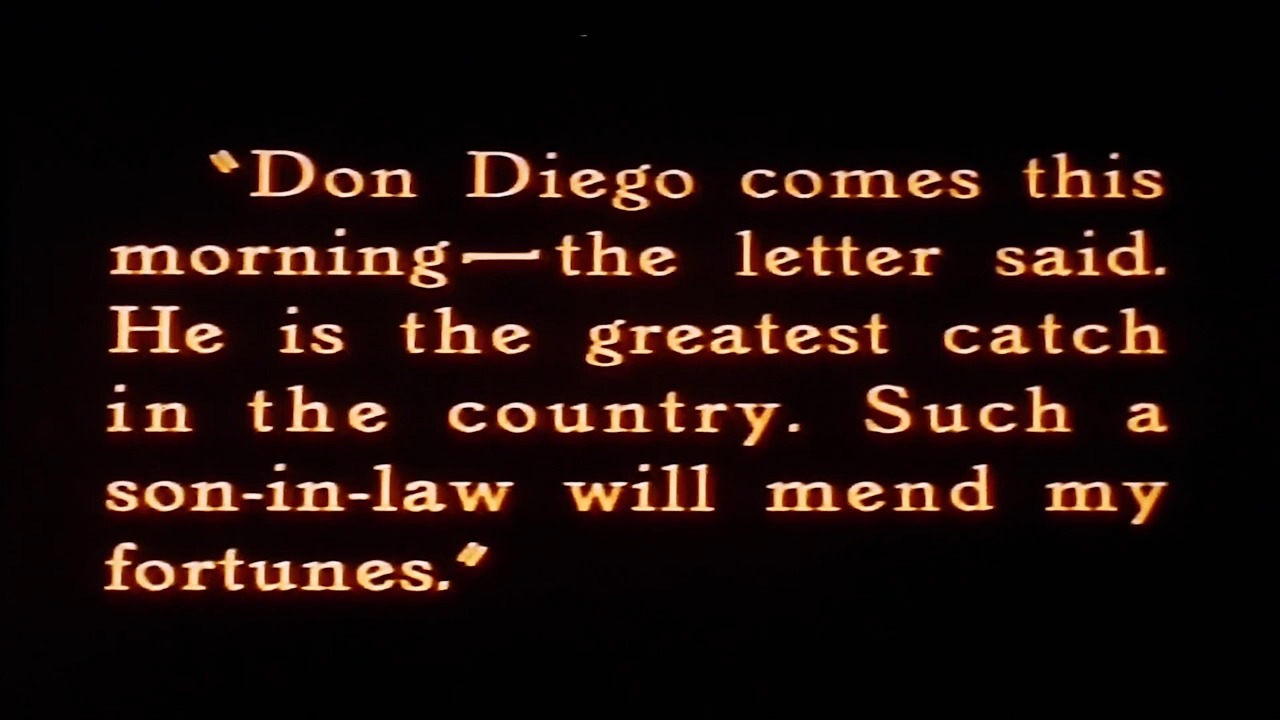 "Don Diego comes this
morning—the letter said.
He is the greatest catch
in the country. Such a
son-in-law will mend my
fortunes."